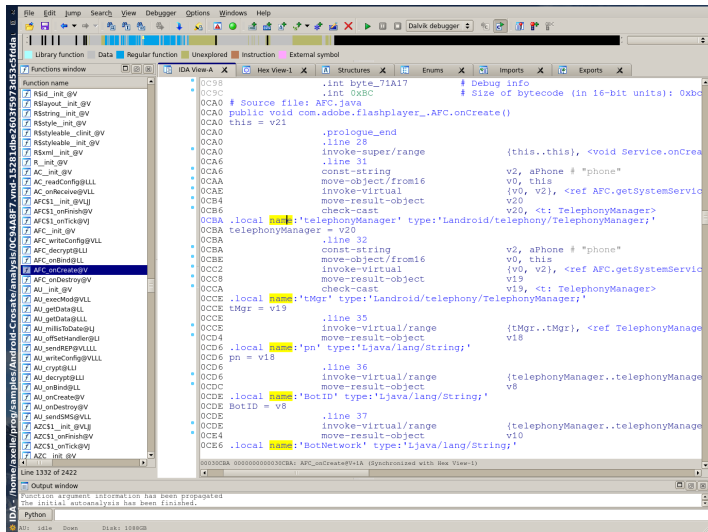 File Edit Jump Search View Debugger Options Windows Help
Dalvik debugger
Library function Data Regular function Unexplored Instruction External symbol
Functions window
IDA View-A Hex View-1 Structures Enums Imports Exports
Function name
R$id__init_@V
R$layout__init_@V
R$string__init_@V
R$style__init_@V
R$styleable__clinit_@V
R$styleable__init_@V
R$xml__init_@V
R__init_@V
AC__init_@V
AC_readConfig@LLL
AC_onReceive@VLL
AFC$1__init_@VLJJ
AFC$1_onFinish@V
AFC$1_onTick@VJ
AFC__init_@V
AFC_writeConfig@VLLL
AFC_decrypt@LLI
AFC_onBind@LL
AFC_onCreate@V
AFC_onDestroy@V
AU__init_@V
AU_execMod@VLL
AU_getData@LL
AU_getData@LLL
AU_millisToDate@LJ
AU_offSetHandler@LI
AU_sendREP@VLLLL
AU_writeConfig@VLLL
AU_crypt@LLI
AU_decrypt@LLI
AU_onBind@LL
AU_onCreate@V
AU_onDestroy@V
AU_sendSMS@VLL
AZC$1__init_@VLJJ
AZC$1_onFinish@V
AZC$1_onTick@VJ
AZC__init_@V
Line 1332 of 2422
0C98 .int byte_71A17 # Debug info
0C9C .int 0xBC # Size of bytecode (in 16-bit units): 0xbc
0CA0 # Source file: AFC.java
0CA0 public void com.adobe.flashplayer_.AFC.onCreate()
0CA0 this = v21
0CA0 .prologue_end
0CA0 .line 28
0CA0 invoke-super/range {this..this}, <void Service.onCrea
0CA6 .line 31
0CA6 const-string v2, aPhone # "phone"
0CAA move-object/from16 v0, this
0CAE invoke-virtual {v0, v2}, <ref AFC.getSystemServic
0CB4 move-result-object v20
0CB6 check-cast v20, <t: TelephonyManager>
0CBA .local name:'telephonyManager' type:'Landroid/telephony/TelephonyManager;'
0CBA telephonyManager = v20
0CBA .line 32
0CBA const-string v2, aPhone # "phone"
0CBE move-object/from16 v0, this
0CC2 invoke-virtual {v0, v2}, <ref AFC.getSystemServic
0CC8 move-result-object v19
0CCA check-cast v19, <t: TelephonyManager>
0CCE .local name:'tMgr' type:'Landroid/telephony/TelephonyManager;'
0CCE tMgr = v19
0CCE .line 35
0CCE invoke-virtual/range {tMgr..tMgr}, <ref TelephonyManage
0CD4 move-result-object v18
0CD6 .local name:'pn' type:'Ljava/lang/String;'
0CD6 pn = v18
0CD6 .line 36
0CD6 invoke-virtual/range {telephonyManager..telephonyManage
0CDC move-result-object v8
0CDE .local name:'BotID' type:'Ljava/lang/String;'
0CDE BotID = v8
0CDE .line 37
0CDE invoke-virtual/range {telephonyManager..telephonyManage
0CE4 move-result-object v10
0CE6 .local name:'BotNetwork' type:'Ljava/lang/String;'
00030CBA 0000000000030CBA: AFC_onCreate@V+1A (Synchronized with Hex View-1)
Output window
Function argument information has been propagated
The initial autoanalysis has been finished.
Python
AU: idle Down Disk: 1088GB